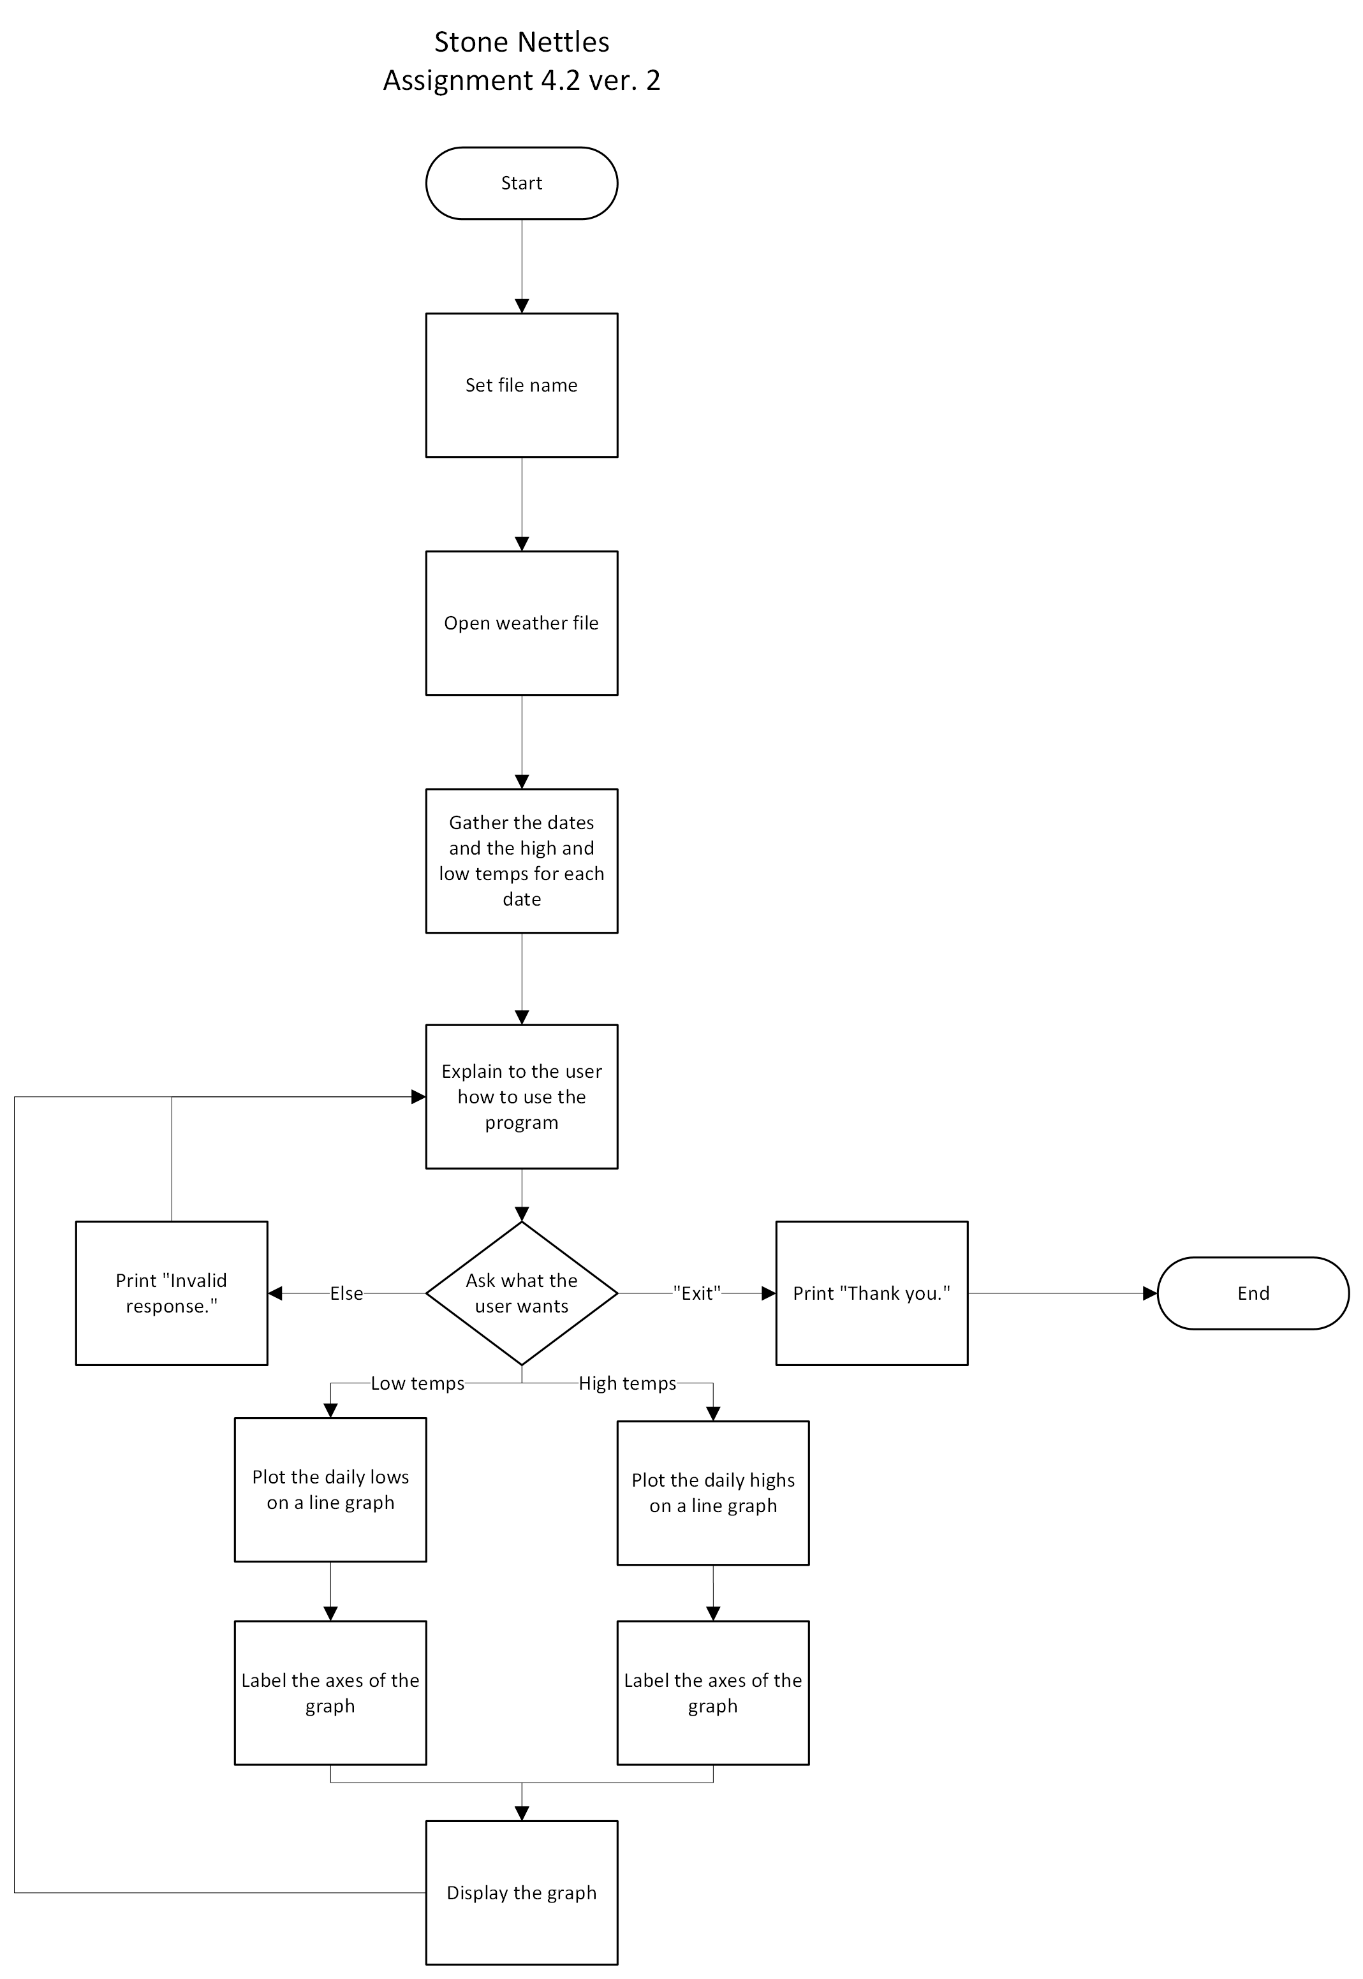 Stone Nettles
Assignment 4.2 ver. 2
Start
Set file name
Open weather file
Gather the dates
and the high and
low temps for each
date
Explain to the user
how to use the
program
Print "Invalid
response."
Else
Ask what the
user wants
"Exit"
Print "Thank you."
End
Low temps
High temps
Plot the daily lows
on a line graph
Plot the daily highs
on a line graph
Label the axes of the
graph
Label the axes of the
graph
Display the graph